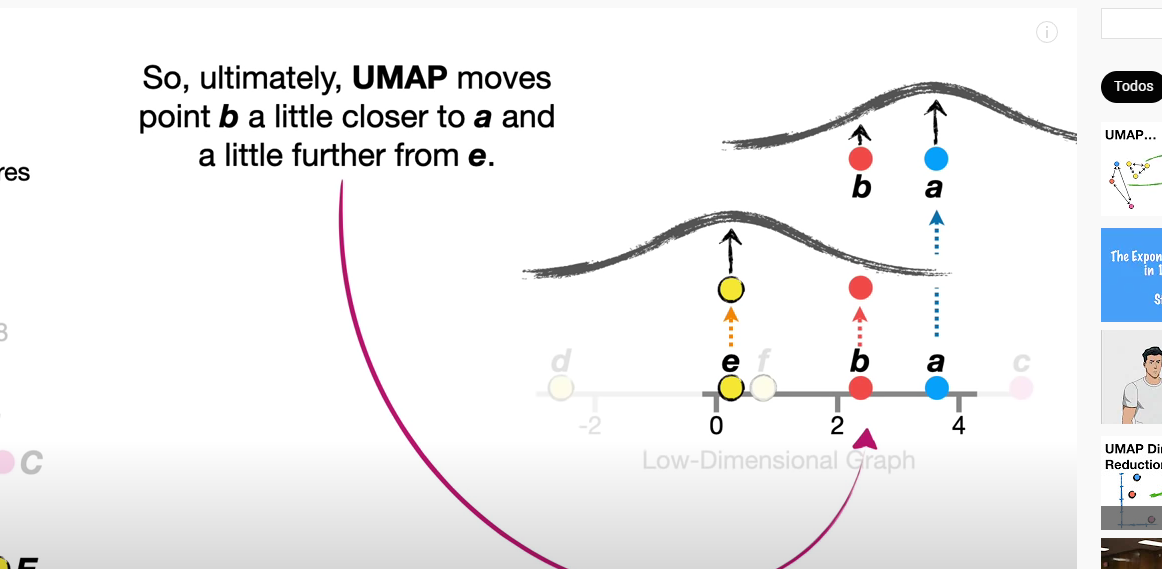 So, ultimately, UMAP moves
point b a little closer to a and
a little further from e.
res
b a
e b a
d f c
-2 0 2 4
Low-Dimensional Graph
C
E
Todos
UMAP...
The Expon
in
S
UMAP Di
Reductio